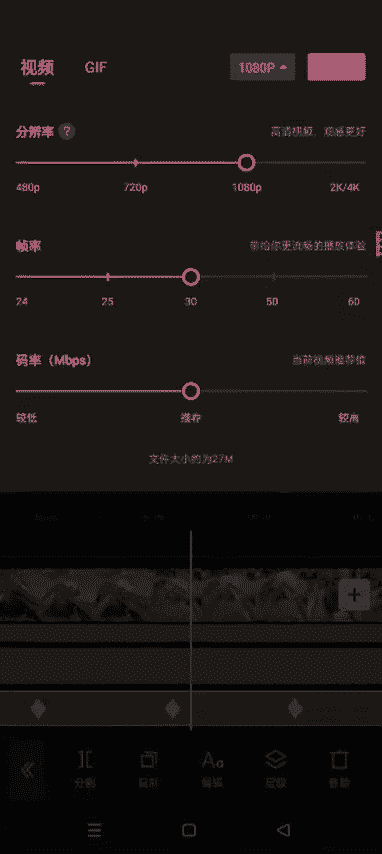 视频 GIF 1080P
分辨率 ? 高清视频，观感更好
480p 720p 1080p 2K/4K
帧率 带给你更流畅的播放体验
24 25 30 50 60
码率（Mbps） 当前视频推荐值
较低 推荐 较高
文件大小约为27M
分割 复制 编辑 层级 删除